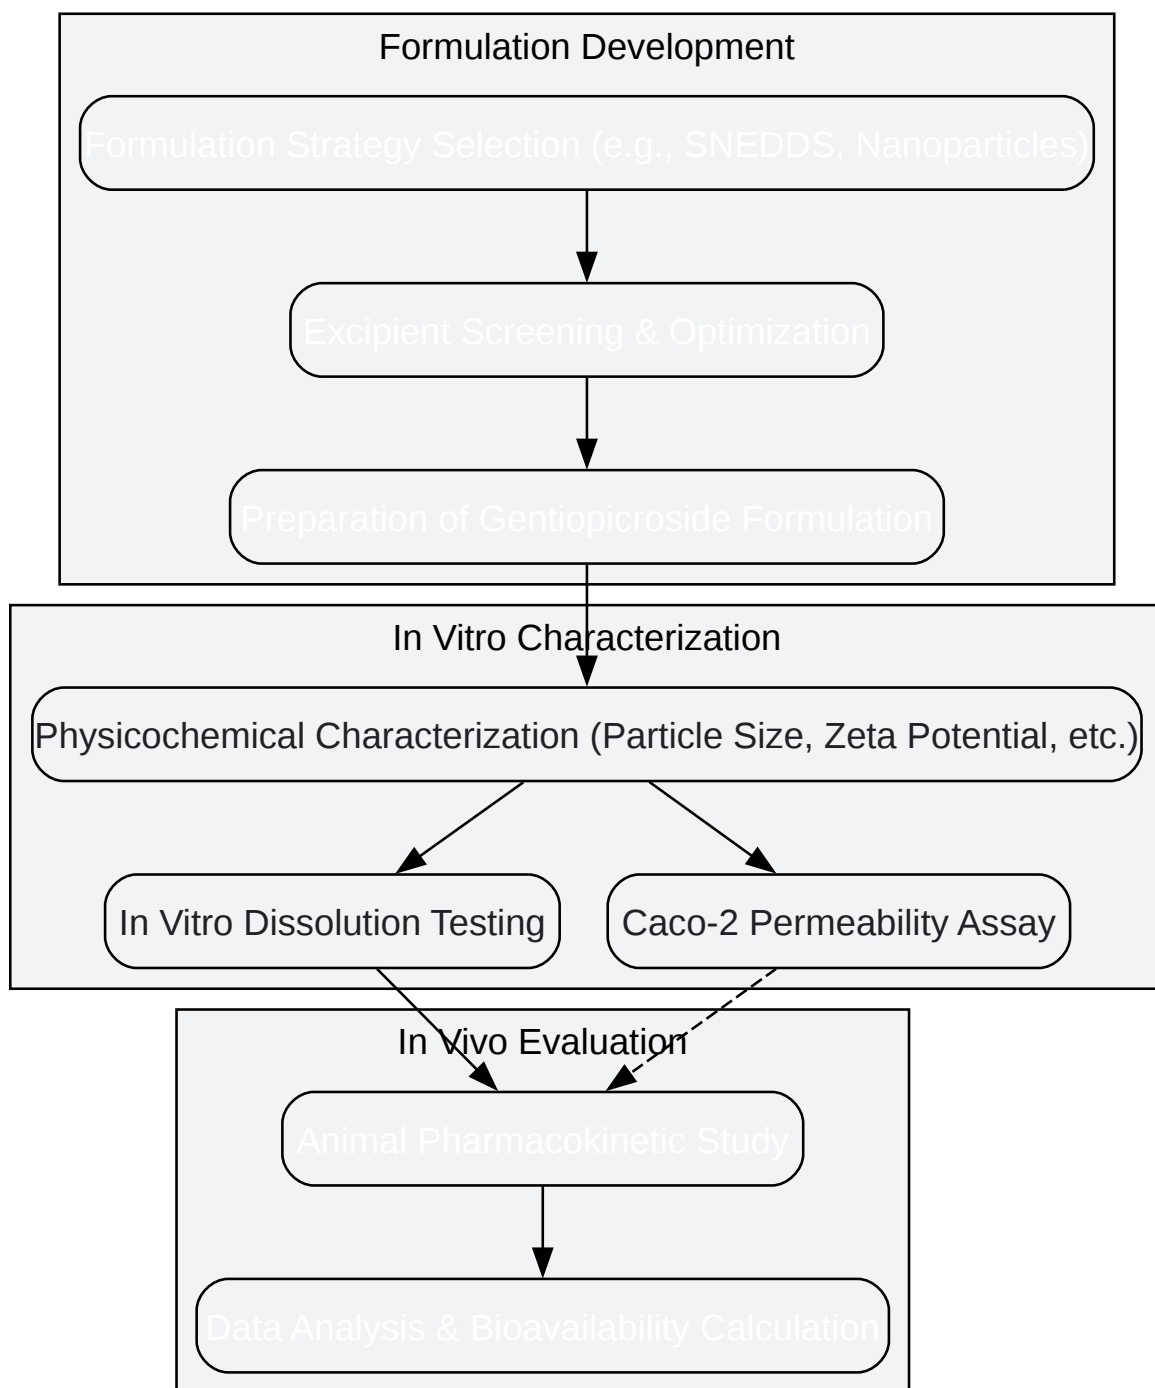 Formulation Development
Formulation Strategy Selection (e.g., SNEDDS, Nanoparticles)
Excipient Screening & Optimization
Preparation of Gentiopicroside Formulation
In Vitro Characterization
Physicochemical Characterization (Particle Size, Zeta Potential, etc.)
In Vitro Dissolution Testing
Caco-2 Permeability Assay
In Vivo Evaluation
Animal Pharmacokinetic Study
Data Analysis & Bioavailability Calculation